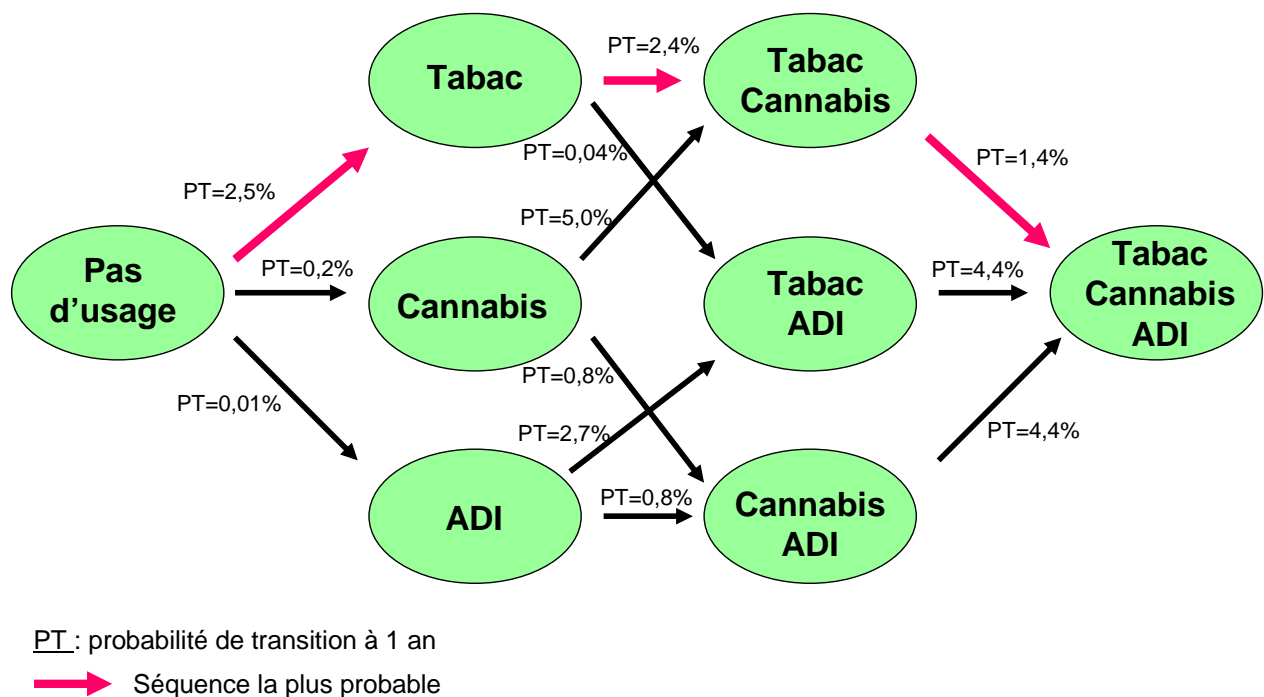 PT=2,4%
Tabac
Tabac
Cannabis
PT=0,04%
PT=1,4%
PT=2,5%
PT=5,0%
Pas
d’usage
PT=0,2%
Cannabis
Tabac
ADI
PT=4,4%
Tabac
Cannabis
ADI
PT=0,8%
PT=0,01%
PT=2,7%
PT=4,4%
ADI
PT=0,8%
Cannabis
ADI
PT : probabilité de transition à 1 an
Séquence la plus probable